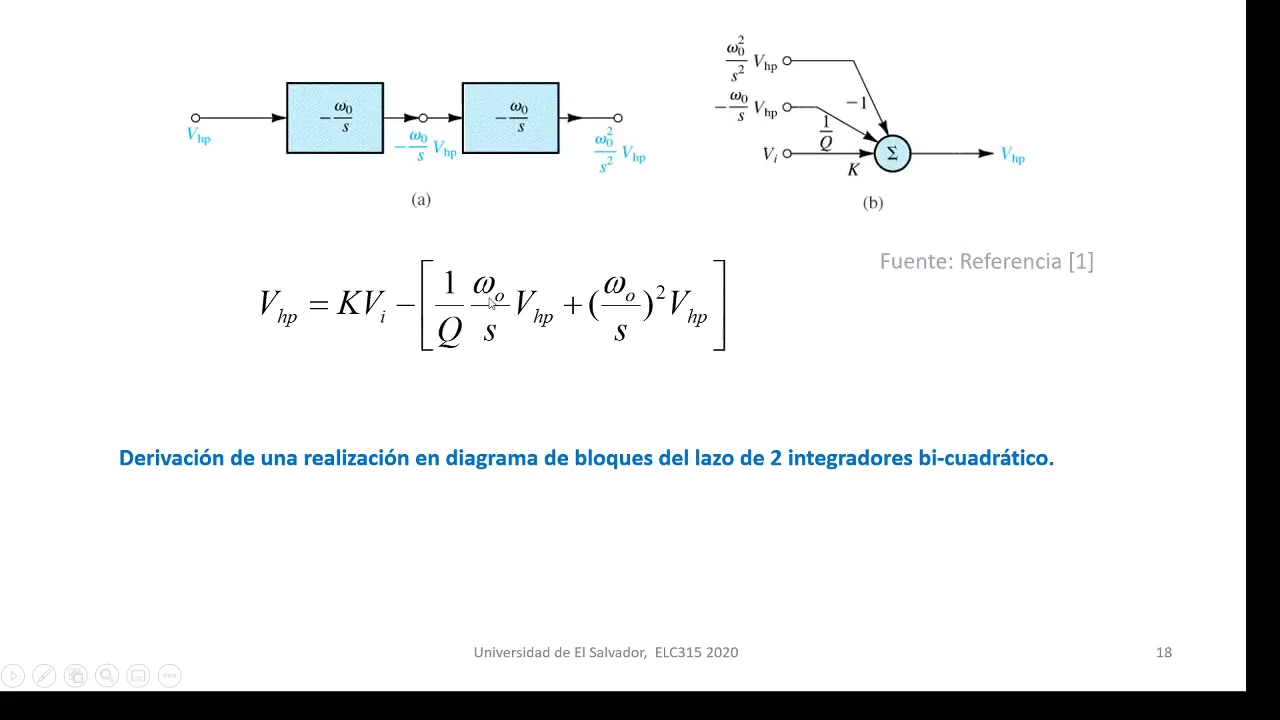 −ω₀/s
−ω₀/s
V_hp
−ω₀/s V_hp
ω₀²/s² V_hp
(a)
ω₀²/s² V_hp
−1
−ω₀/s V_hp
1/Q
V_i
K
Σ
V_hp
(b)
Fuente: Referencia [1]
V_hp = KV_i − [ 1/Q ω_o/s V_hp + (ω_o/s)² V_hp ]
Derivación de una realización en diagrama de bloques del lazo de 2 integradores bi-cuadrático.
Universidad de El Salvador, ELC315 2020
18